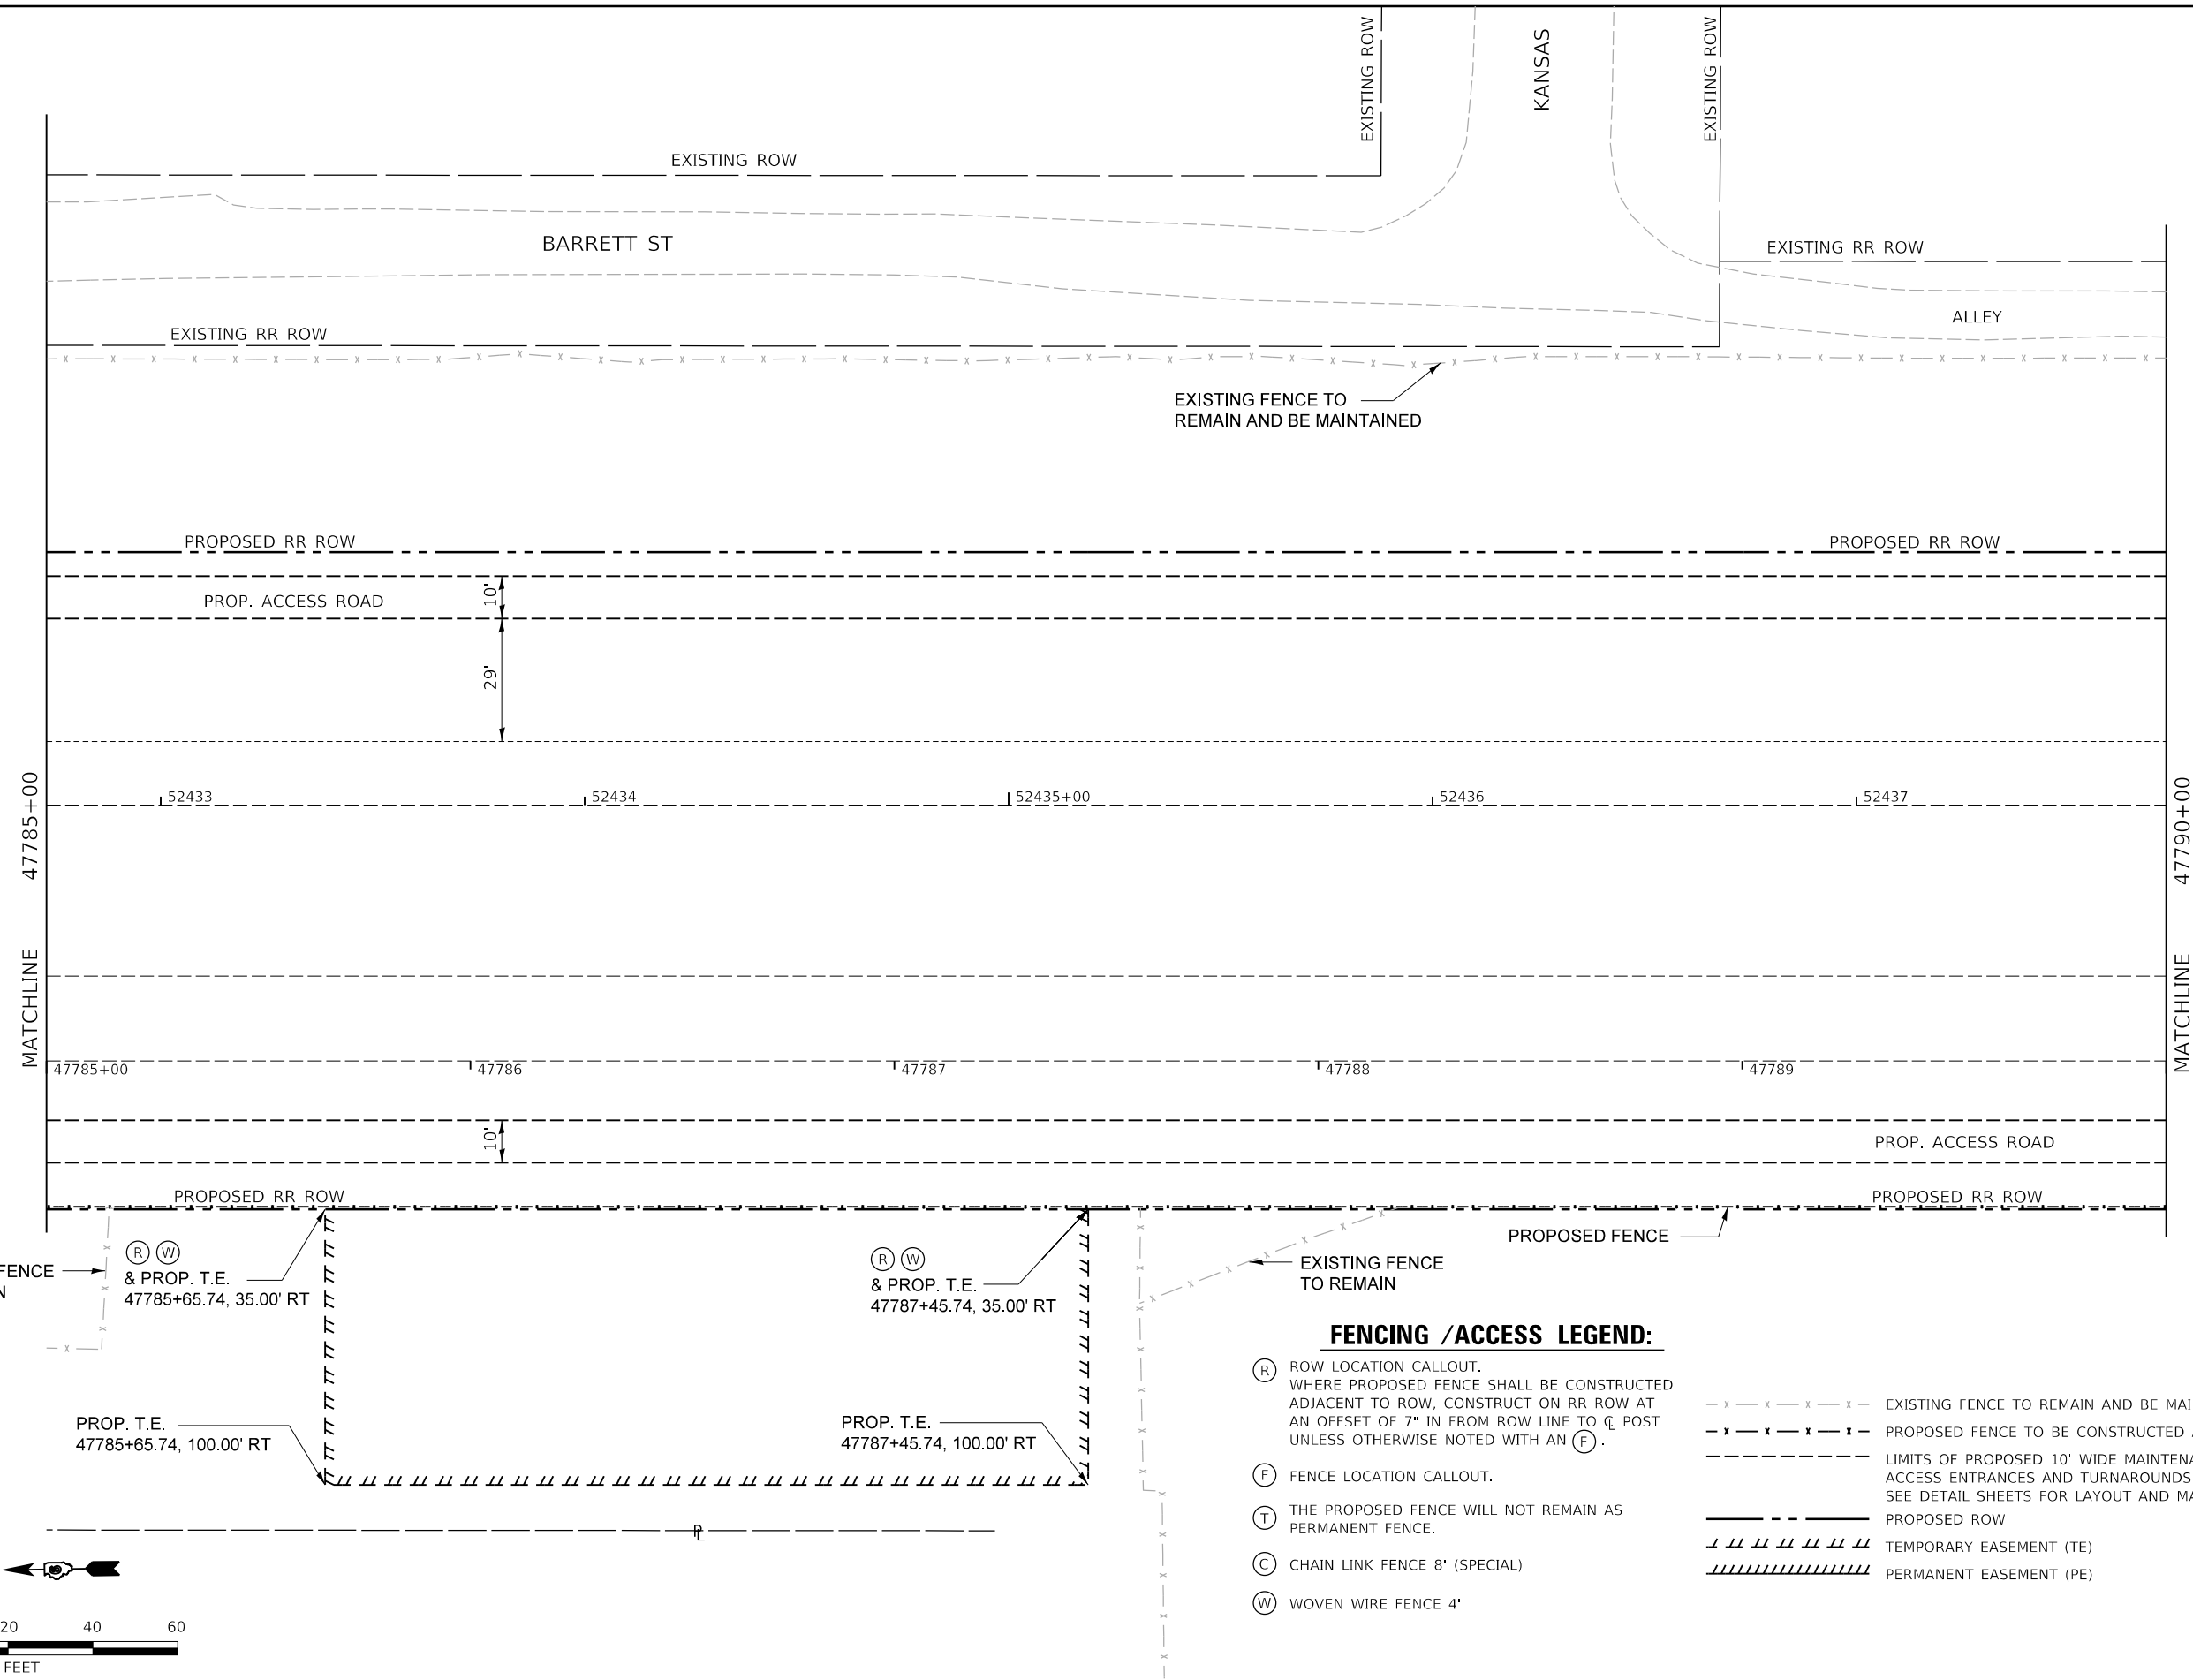 EXISTING ROW
KANSAS
EXISTING ROW
EXISTING ROW
BARRETT ST
EXISTING RR ROW
ALLEY
EXISTING RR ROW
EXISTING FENCE TO
REMAIN AND BE MAINTAINED
PROPOSED RR ROW
PROPOSED RR ROW
10'
PROP. ACCESS ROAD
29'
52433
52434
52435+00
52436
52437
MATCHLINE 47785+00
MATCHLINE 47790+00
47785+00
47786
47787
47788
47789
10'
PROP. ACCESS ROAD
PROPOSED RR ROW
PROPOSED RR ROW
PROPOSED FENCE
FENCE
R W
& PROP. T.E.
47785+65.74, 35.00' RT
R W
& PROP. T.E.
47787+45.74, 35.00' RT
EXISTING FENCE
TO REMAIN
PROP. T.E.
47785+65.74, 100.00' RT
PROP. T.E.
47787+45.74, 100.00' RT
PL
FENCING /ACCESS LEGEND:
R ROW LOCATION CALLOUT.
WHERE PROPOSED FENCE SHALL BE CONSTRUCTED
ADJACENT TO ROW, CONSTRUCT ON RR ROW AT
AN OFFSET OF 7" IN FROM ROW LINE TO CL POST
UNLESS OTHERWISE NOTED WITH AN F .
F FENCE LOCATION CALLOUT.
T THE PROPOSED FENCE WILL NOT REMAIN AS
PERMANENT FENCE.
C CHAIN LINK FENCE 8' (SPECIAL)
W WOVEN WIRE FENCE 4'
EXISTING FENCE TO REMAIN AND BE
PROPOSED FENCE TO BE CONSTRUCTED
LIMITS OF PROPOSED 10' WIDE
ACCESS ENTRANCES AND TURNAROUNDS
SEE DETAIL SHEETS FOR LAYOUT AND
PROPOSED ROW
TEMPORARY EASEMENT (TE)
PERMANENT EASEMENT (PE)
20 40 60
FEET